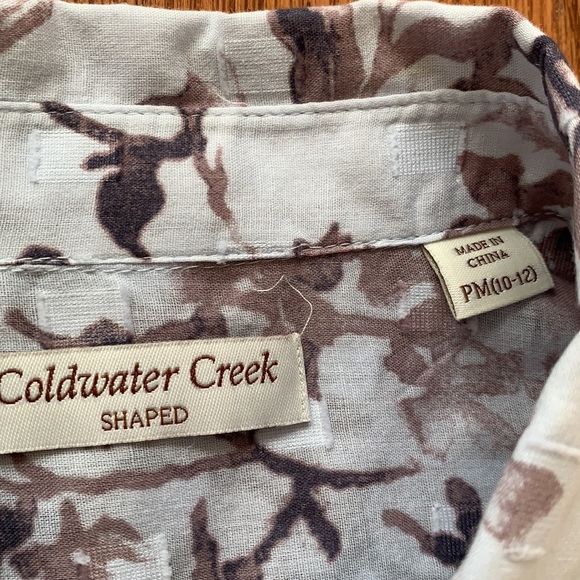 Coldwater Creek
SHAPED
MADE IN
CHINA
PM(10-12)